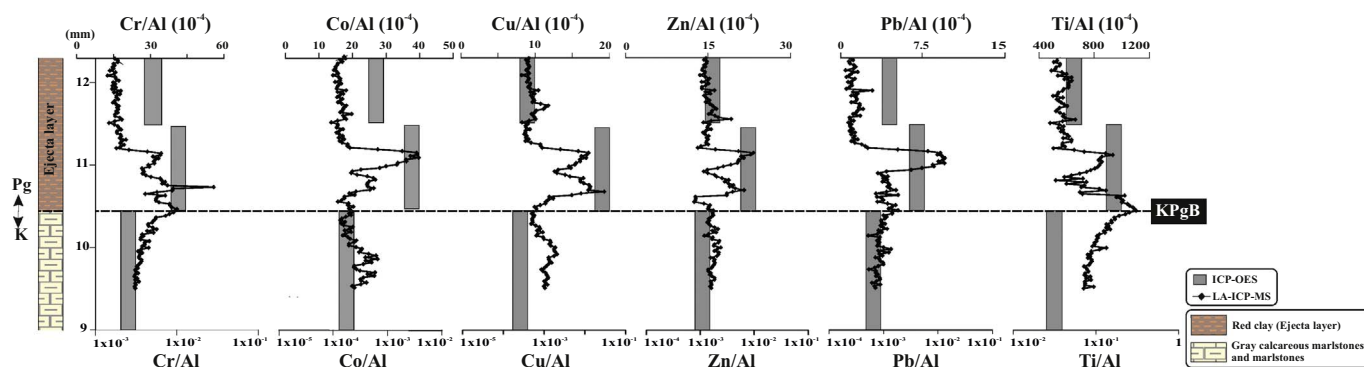 Cr/Al (10⁻⁴) Co/Al (10⁻⁴) Cu/Al (10⁻⁴) Zn/Al (10⁻⁴) Pb/Al (10⁻⁴) Ti/Al (10⁻⁴)
(mm) 0 30 60 0 10 20 30 40 50 0 10 20 0 15 30 0 7.5 15 400 800 1200
12
Ejecta layer
11
Pg
K
KPgB
10
9
ICP-OES
LA-ICP-MS
Red clay (Ejecta layer)
Gray calcareous marlstones
and marlstones
1x10⁻³ 1x10⁻² 1x10⁻¹ 1x10⁻⁴ 1x10⁻³ 1x10⁻² 1x10⁻⁵ 1x10⁻³ 1x10⁻¹ 1x10⁻⁴ 1x10⁻³ 1x10⁻² 1x10⁻¹ 1x10⁻⁴ 1x10⁻³ 1x10⁻² 1x10⁻¹ 1x10⁻² 1x10⁻¹ 1
Cr/Al Co/Al Cu/Al Zn/Al Pb/Al Ti/Al